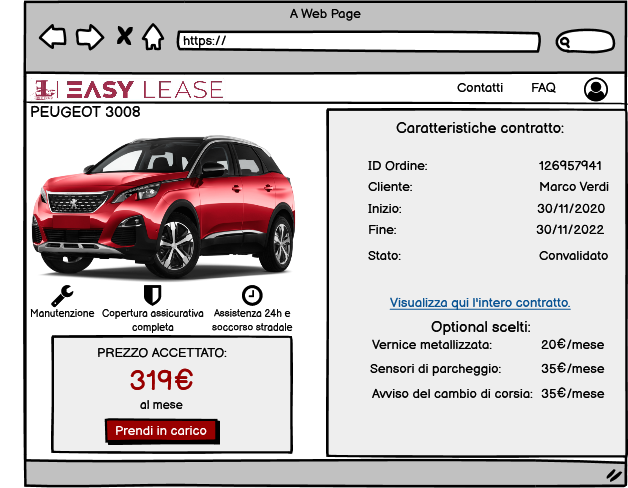 A Web Page
https://
EASY LEASE
Contatti
FAQ
PEUGEOT 3008
Manutenzione
Copertura assicurativa
completa
Assistenza 24h e
soccorso stradale
PREZZO ACCETTATO:
319€
al mese
Prendi in carico
Caratteristiche contratto:
ID Ordine: 126957941
Cliente: Marco Verdi
Inizio: 30/11/2020
Fine: 30/11/2022
Stato: Convalidato
Visualizza qui l'intero contratto.
Optional scelti:
Vernice metallizzata: 20€/mese
Sensori di parcheggio: 35€/mese
Avviso del cambio di corsia: 35€/mese